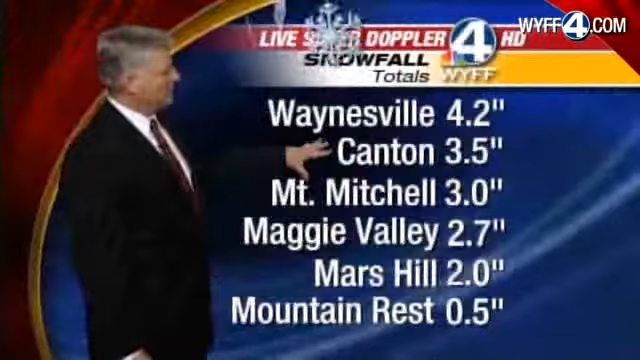 WYFF4.COM
LIVE SUPER DOPPLER 4 HD
SNOWFALL
Totals
WYFF
Waynesville 4.2"
Canton 3.5"
Mt. Mitchell 3.0"
Maggie Valley 2.7"
Mars Hill 2.0"
Mountain Rest 0.5"